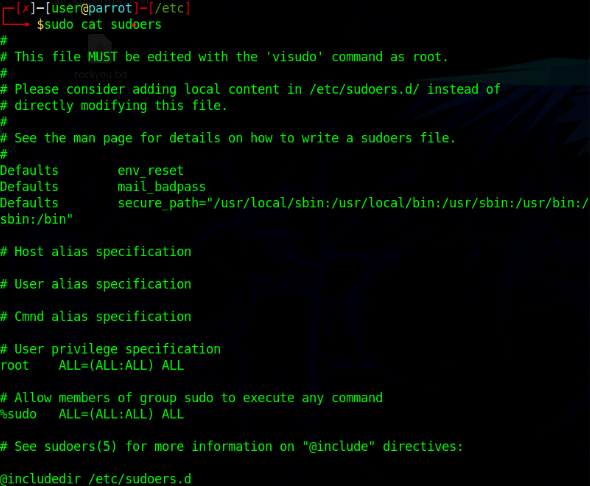 ┌─[✗]─[user@parrot]─[/etc]
└──╼ $sudo cat sudoers
#
# This file MUST be edited with the 'visudo' command as root.
#
rockyou.txt
# Please consider adding local content in /etc/sudoers.d/ instead of
# directly modifying this file.
#
# See the man page for details on how to write a sudoers file.
#
Defaults        env_reset
Defaults        mail_badpass
Defaults        secure_path="/usr/local/sbin:/usr/local/bin:/usr/sbin:/usr/bin:/
sbin:/bin"

# Host alias specification

# User alias specification

# Cmnd alias specification

# User privilege specification
root    ALL=(ALL:ALL) ALL

# Allow members of group sudo to execute any command
%sudo   ALL=(ALL:ALL) ALL

# See sudoers(5) for more information on "@include" directives:

@includedir /etc/sudoers.d